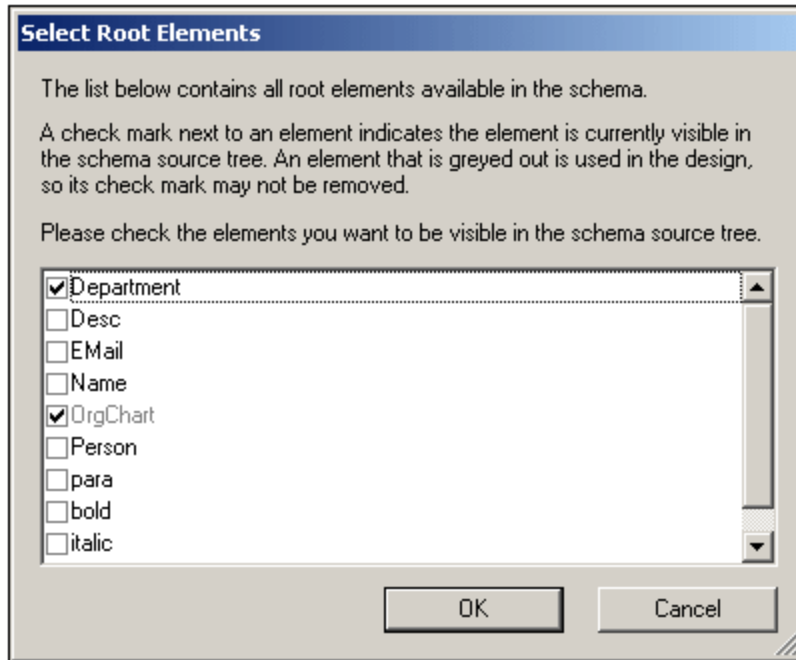 Select Root Elements
The list below contains all root elements available in the schema.
A check mark next to an element indicates the element is currently visible in
the schema source tree. An element that is greyed out is used in the design,
so its check mark may not be removed.
Please check the elements you want to be visible in the schema source tree.
Department
Desc
EMail
Name
OrgChart
Person
para
bold
italic
OK
Cancel